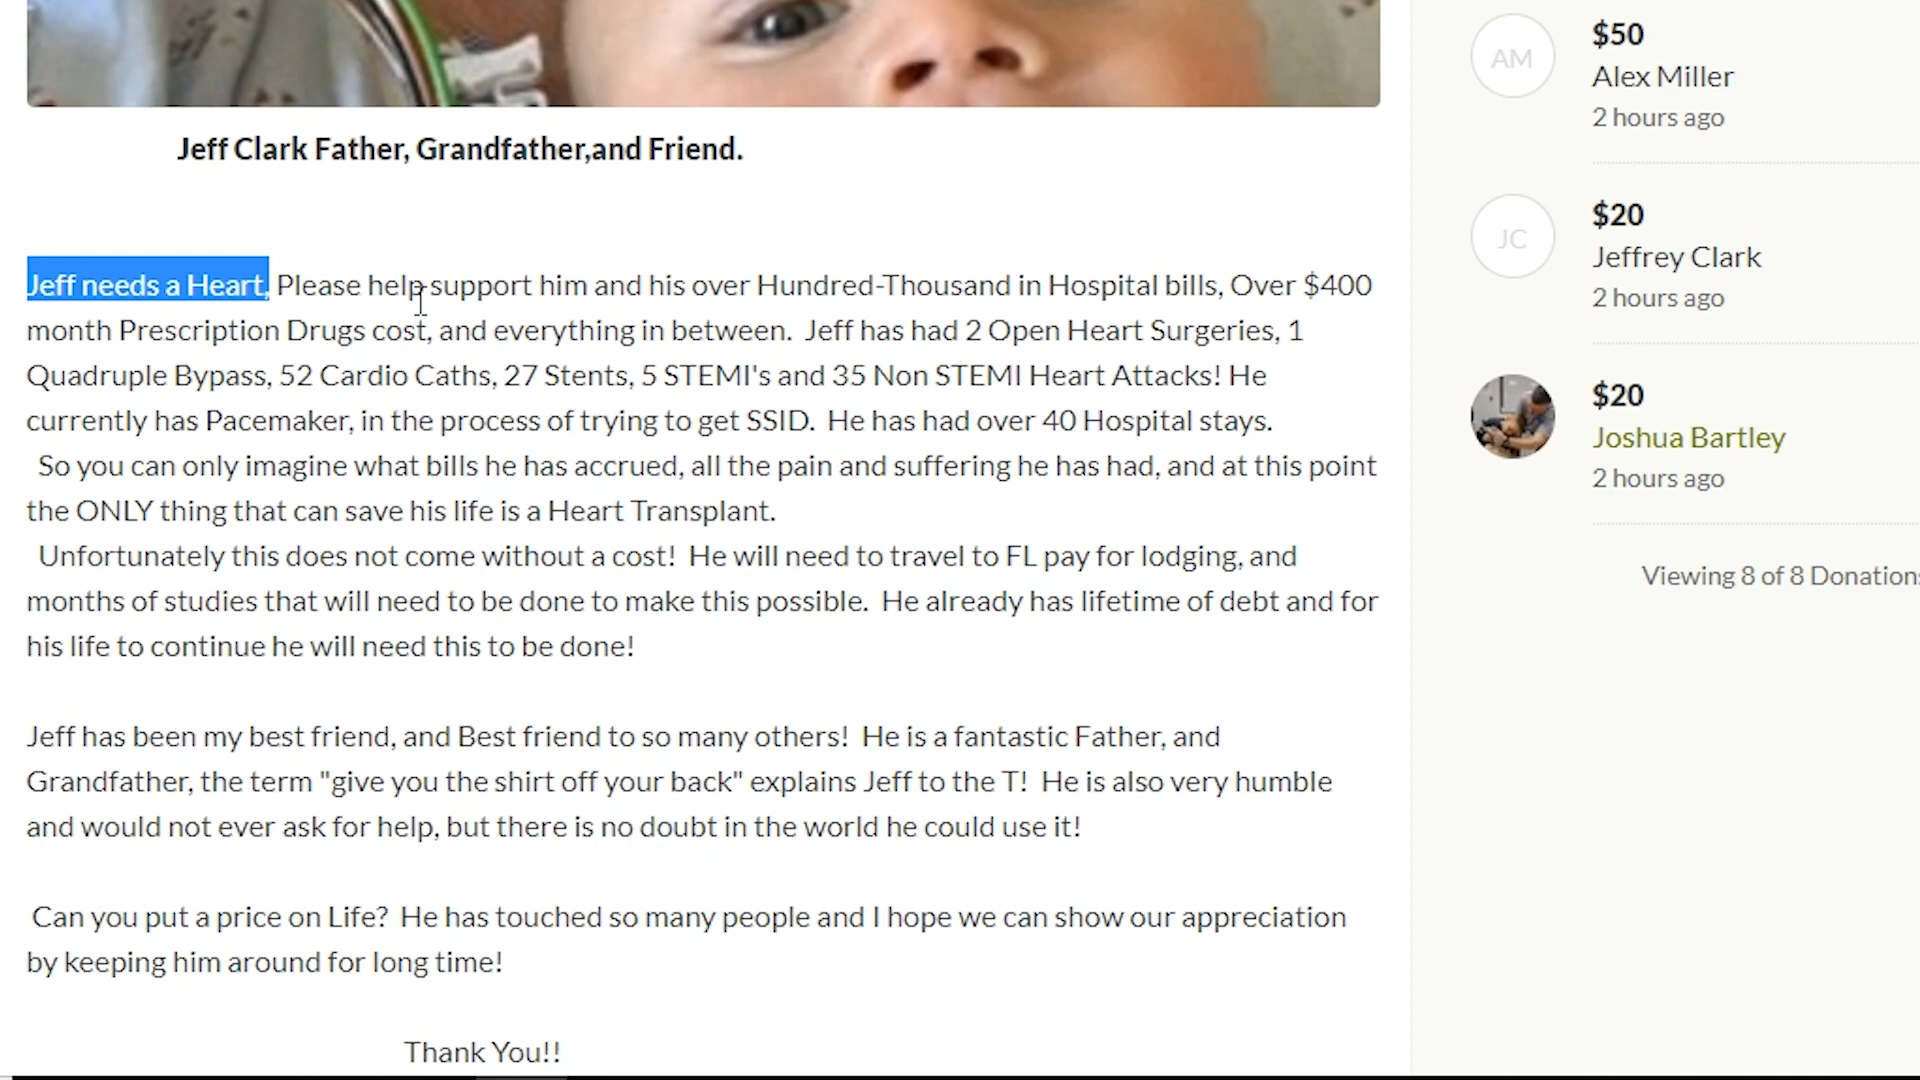 Jeff Clark Father, Grandfather,and Friend.
Jeff needs a Heart, Please help support him and his over Hundred-Thousand in Hospital bills, Over $400
month Prescription Drugs cost, and everything in between.  Jeff has had 2 Open Heart Surgeries, 1
Quadruple Bypass, 52 Cardio Caths, 27 Stents, 5 STEMI's and 35 Non STEMI Heart Attacks! He
currently has Pacemaker, in the process of trying to get SSID.  He has had over 40 Hospital stays.
So you can only imagine what bills he has accrued, all the pain and suffering he has had, and at this point
the ONLY thing that can save his life is a Heart Transplant.
Unfortunately this does not come without a cost!  He will need to travel to FL pay for lodging, and
months of studies that will need to be done to make this possible.  He already has lifetime of debt and for
his life to continue he will need this to be done!
Jeff has been my best friend, and Best friend to so many others!  He is a fantastic Father, and
Grandfather, the term "give you the shirt off your back" explains Jeff to the T!  He is also very humble
and would not ever ask for help, but there is no doubt in the world he could use it!
Can you put a price on Life?  He has touched so many people and I hope we can show our appreciation
by keeping him around for long time!
Thank You!!
AM
$50
Alex Miller
2 hours ago
JC
$20
Jeffrey Clark
2 hours ago
$20
Joshua Bartley
2 hours ago
Viewing 8 of 8 Donations